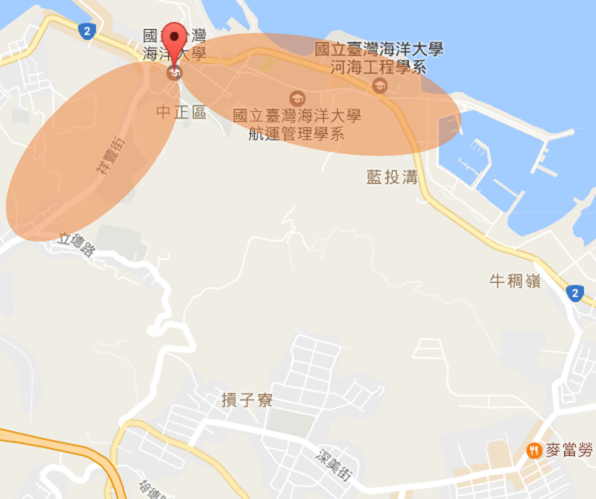 2
國立臺灣
海洋大學
國立臺灣海洋大學
河海工程學系
中正區
國立臺灣海洋大學
航運管理學系
祥豐街
藍投溝
立德路
牛稠嶺
2
摃子寮
深美街
麥當勞